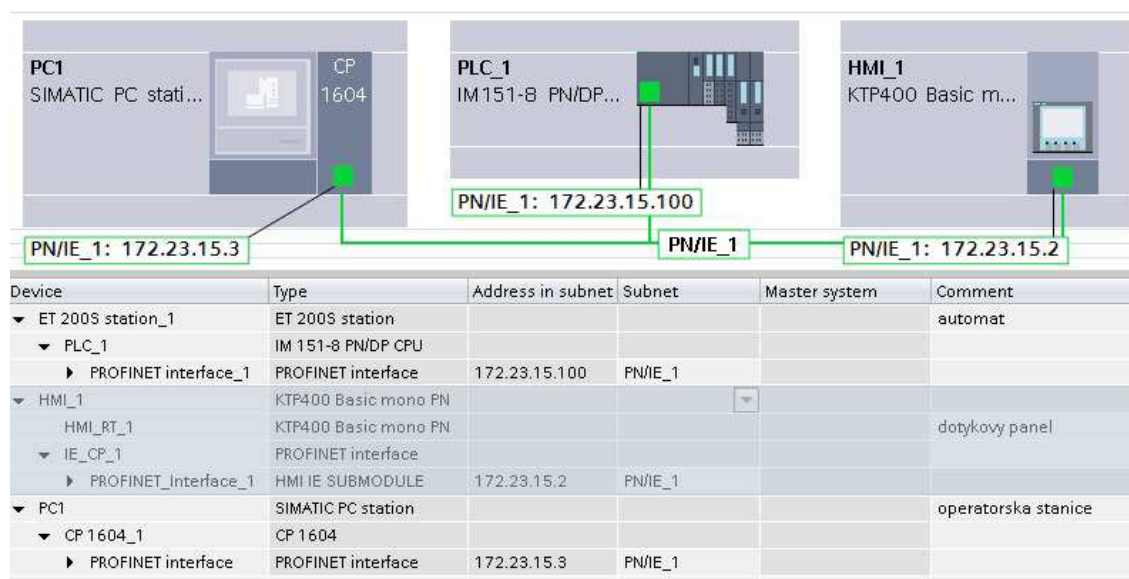 PC1
SIMATIC PC stati...
CP
1604
PLC_1
IM151-8 PN/DP...
HMI_1
KTP400 Basic m...
PN/IE_1: 172.23.15.100
PN/IE_1: 172.23.15.3
PN/IE_1
PN/IE_1: 172.23.15.2
Device Type Address in subnet Subnet Master system Comment
ET 200S station_1 ET 200S station automat
PLC_1 IM 151-8 PN/DP CPU
PROFINET interface_1 PROFINET interface 172.23.15.100 PN/IE_1
HMI_1 KTP400 Basic mono PN
HMI_RT_1 KTP400 Basic mono PN dotykovy panel
IE_CP_1 PROFINET interface
PROFINET_Interface_1 HMI IE SUBMODULE 172.23.15.2 PN/IE_1
PC1 SIMATIC PC station operatorska stanice
CP 1604_1 CP 1604
PROFINET interface PROFINET interface 172.23.15.3 PN/IE_1